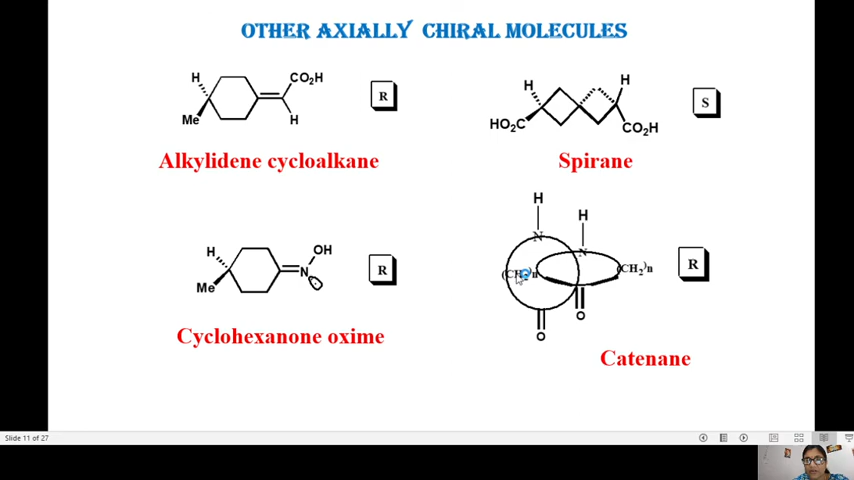 OTHER AXIALLY CHIRAL MOLECULES
H
CO₂H
Me
H
R
Alkylidene cycloalkane
H
H
HO₂C
CO₂H
S
Spirane
H
OH
N
Me
R
Cyclohexanone oxime
H
H
N
N
(CH₂)n
(CH₂)n
O
O
R
Catenane
Slide 11 of 27